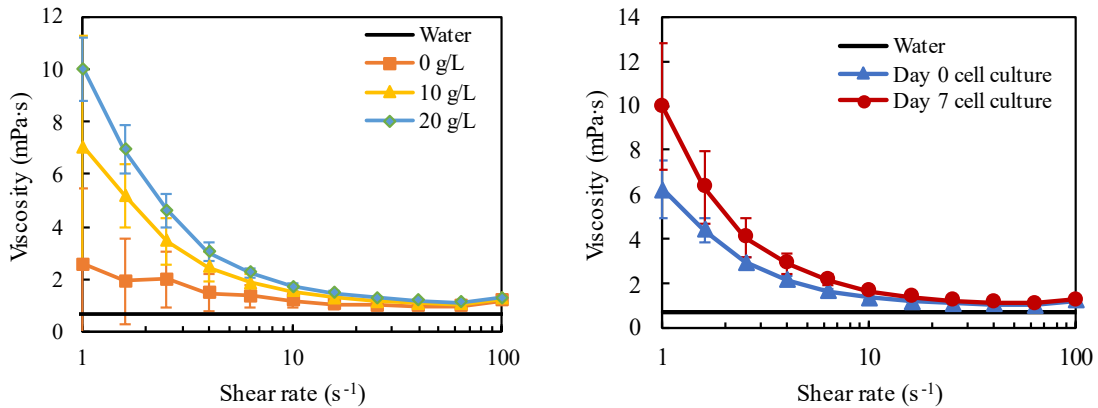 12
10
8
6
4
2
0
Viscosity (mPa·s)
Water
0 g/L
10 g/L
20 g/L
1
10
100
Shear rate (s⁻¹)
14
12
10
8
6
4
2
0
Viscosity (mPa·s)
Water
Day 0 cell culture
Day 7 cell culture
1
10
100
Shear rate (s⁻¹)